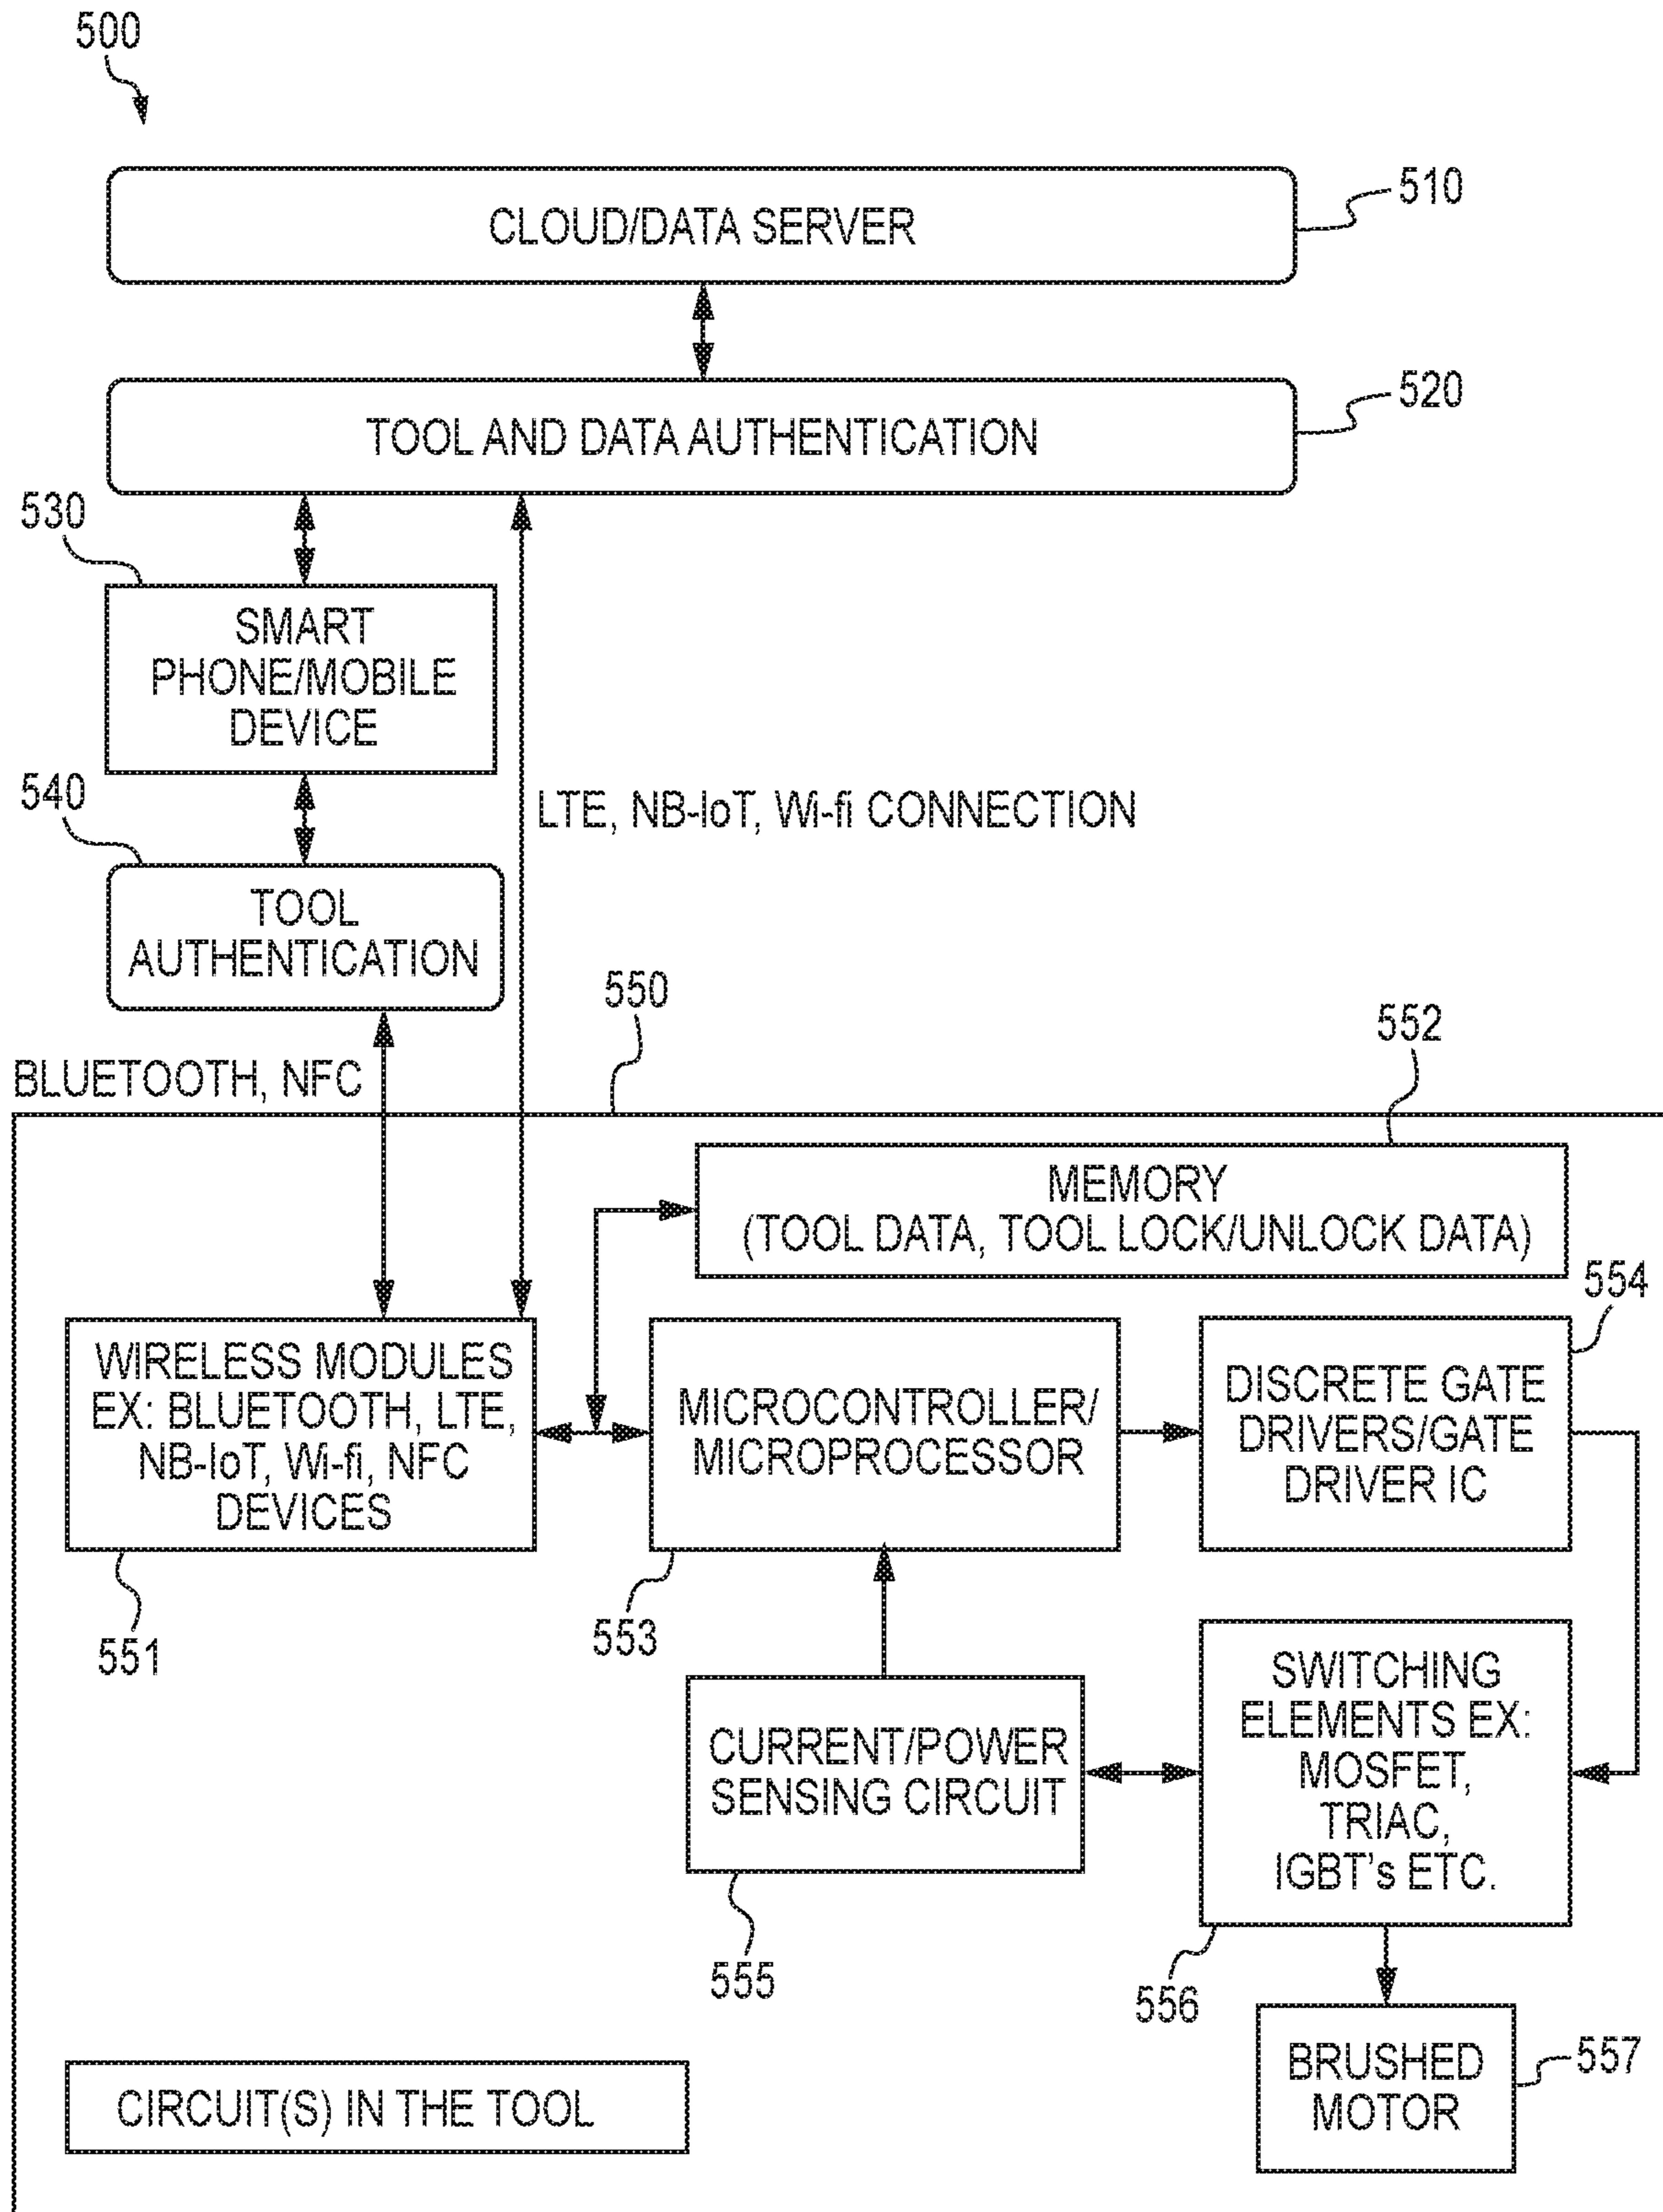 500
CLOUD/DATA SERVER
510
TOOL AND DATA AUTHENTICATION
520
530
SMART
PHONE/MOBILE
DEVICE
540
LTE, NB-IoT, Wi-fi CONNECTION
TOOL
AUTHENTICATION
550
552
BLUETOOTH, NFC
MEMORY
(TOOL DATA, TOOL LOCK/UNLOCK DATA)
554
WIRELESS MODULES
EX: BLUETOOTH, LTE,
NB-IoT, Wi-fi, NFC
DEVICES
MICROCONTROLLER/
MICROPROCESSOR
DISCRETE GATE
DRIVERS/GATE
DRIVER IC
551
553
CURRENT/POWER
SENSING CIRCUIT
SWITCHING
ELEMENTS EX:
MOSFET,
TRIAC,
IGBT's ETC.
555
556
BRUSHED
MOTOR
557
CIRCUIT(S) IN THE TOOL